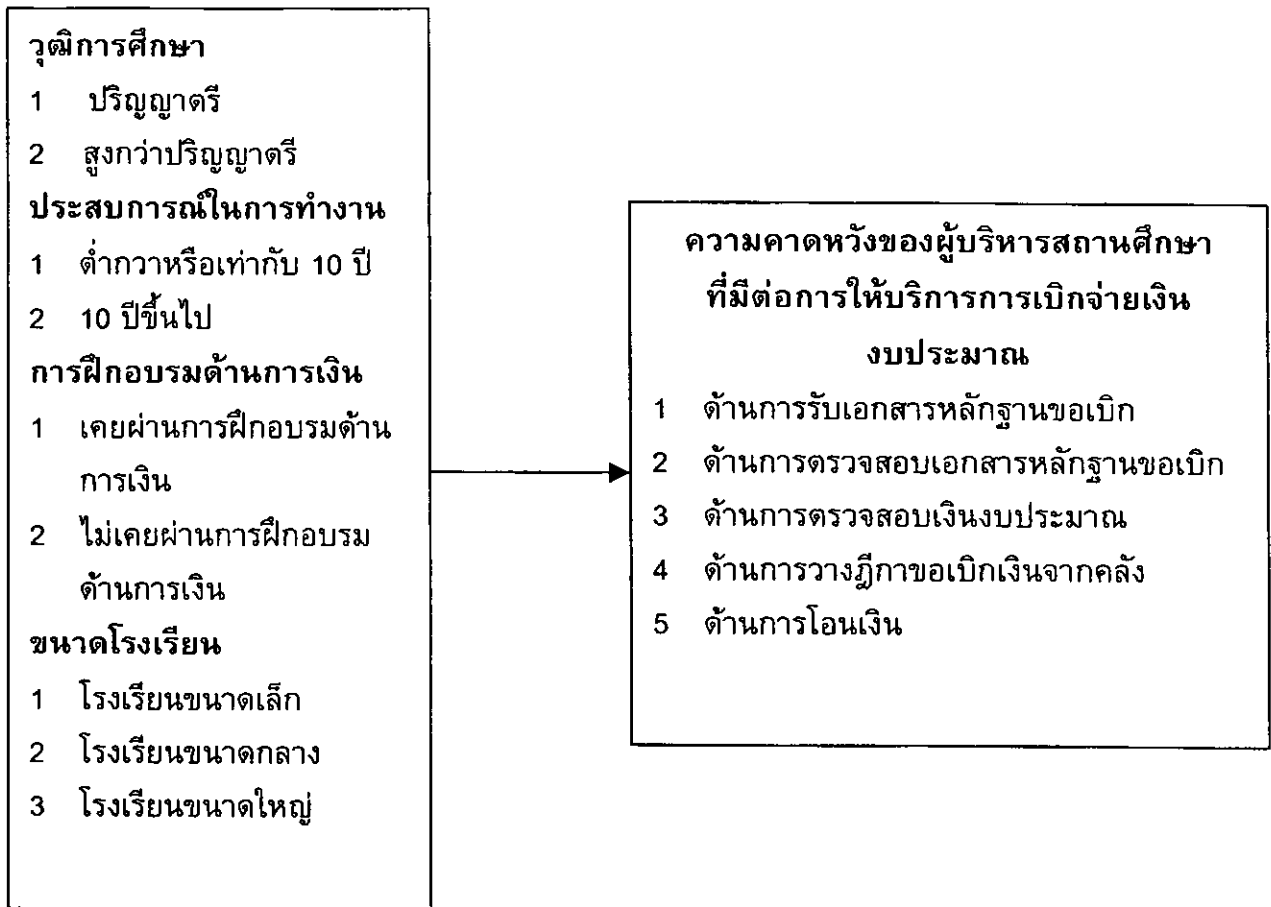 วุฒิการศึกษา
1 ปริญญาตรี
2 สูงกว่าปริญญาตรี
ประสบการณ์ในการทำงาน
1 ต่ำกวาหรือเท่ากับ 10 ปี
2 10 ปีขึ้นไป
การฝึกอบรมด้านการเงิน
1 เคยผ่านการฝึกอบรมด้าน
การเงิน
2 ไม่เคยผ่านการฝึกอบรม
ด้านการเงิน
ขนาดโรงเรียน
1 โรงเรียนขนาดเล็ก
2 โรงเรียนขนาดกลาง
3 โรงเรียนขนาดใหญ่
ความคาดหวังของผู้บริหารสถานศึกษา
ที่มีต่อการให้บริการการเบิกจ่ายเงิน
งบประมาณ
1 ด้านการรับเอกสารหลักฐานขอเบิก
2 ด้านการตรวจสอบเอกสารหลักฐานขอเบิก
3 ด้านการตรวจสอบเงินงบประมาณ
4 ด้านการวางฎีกาขอเบิกเงินจากคลัง
5 ด้านการโอนเงิน